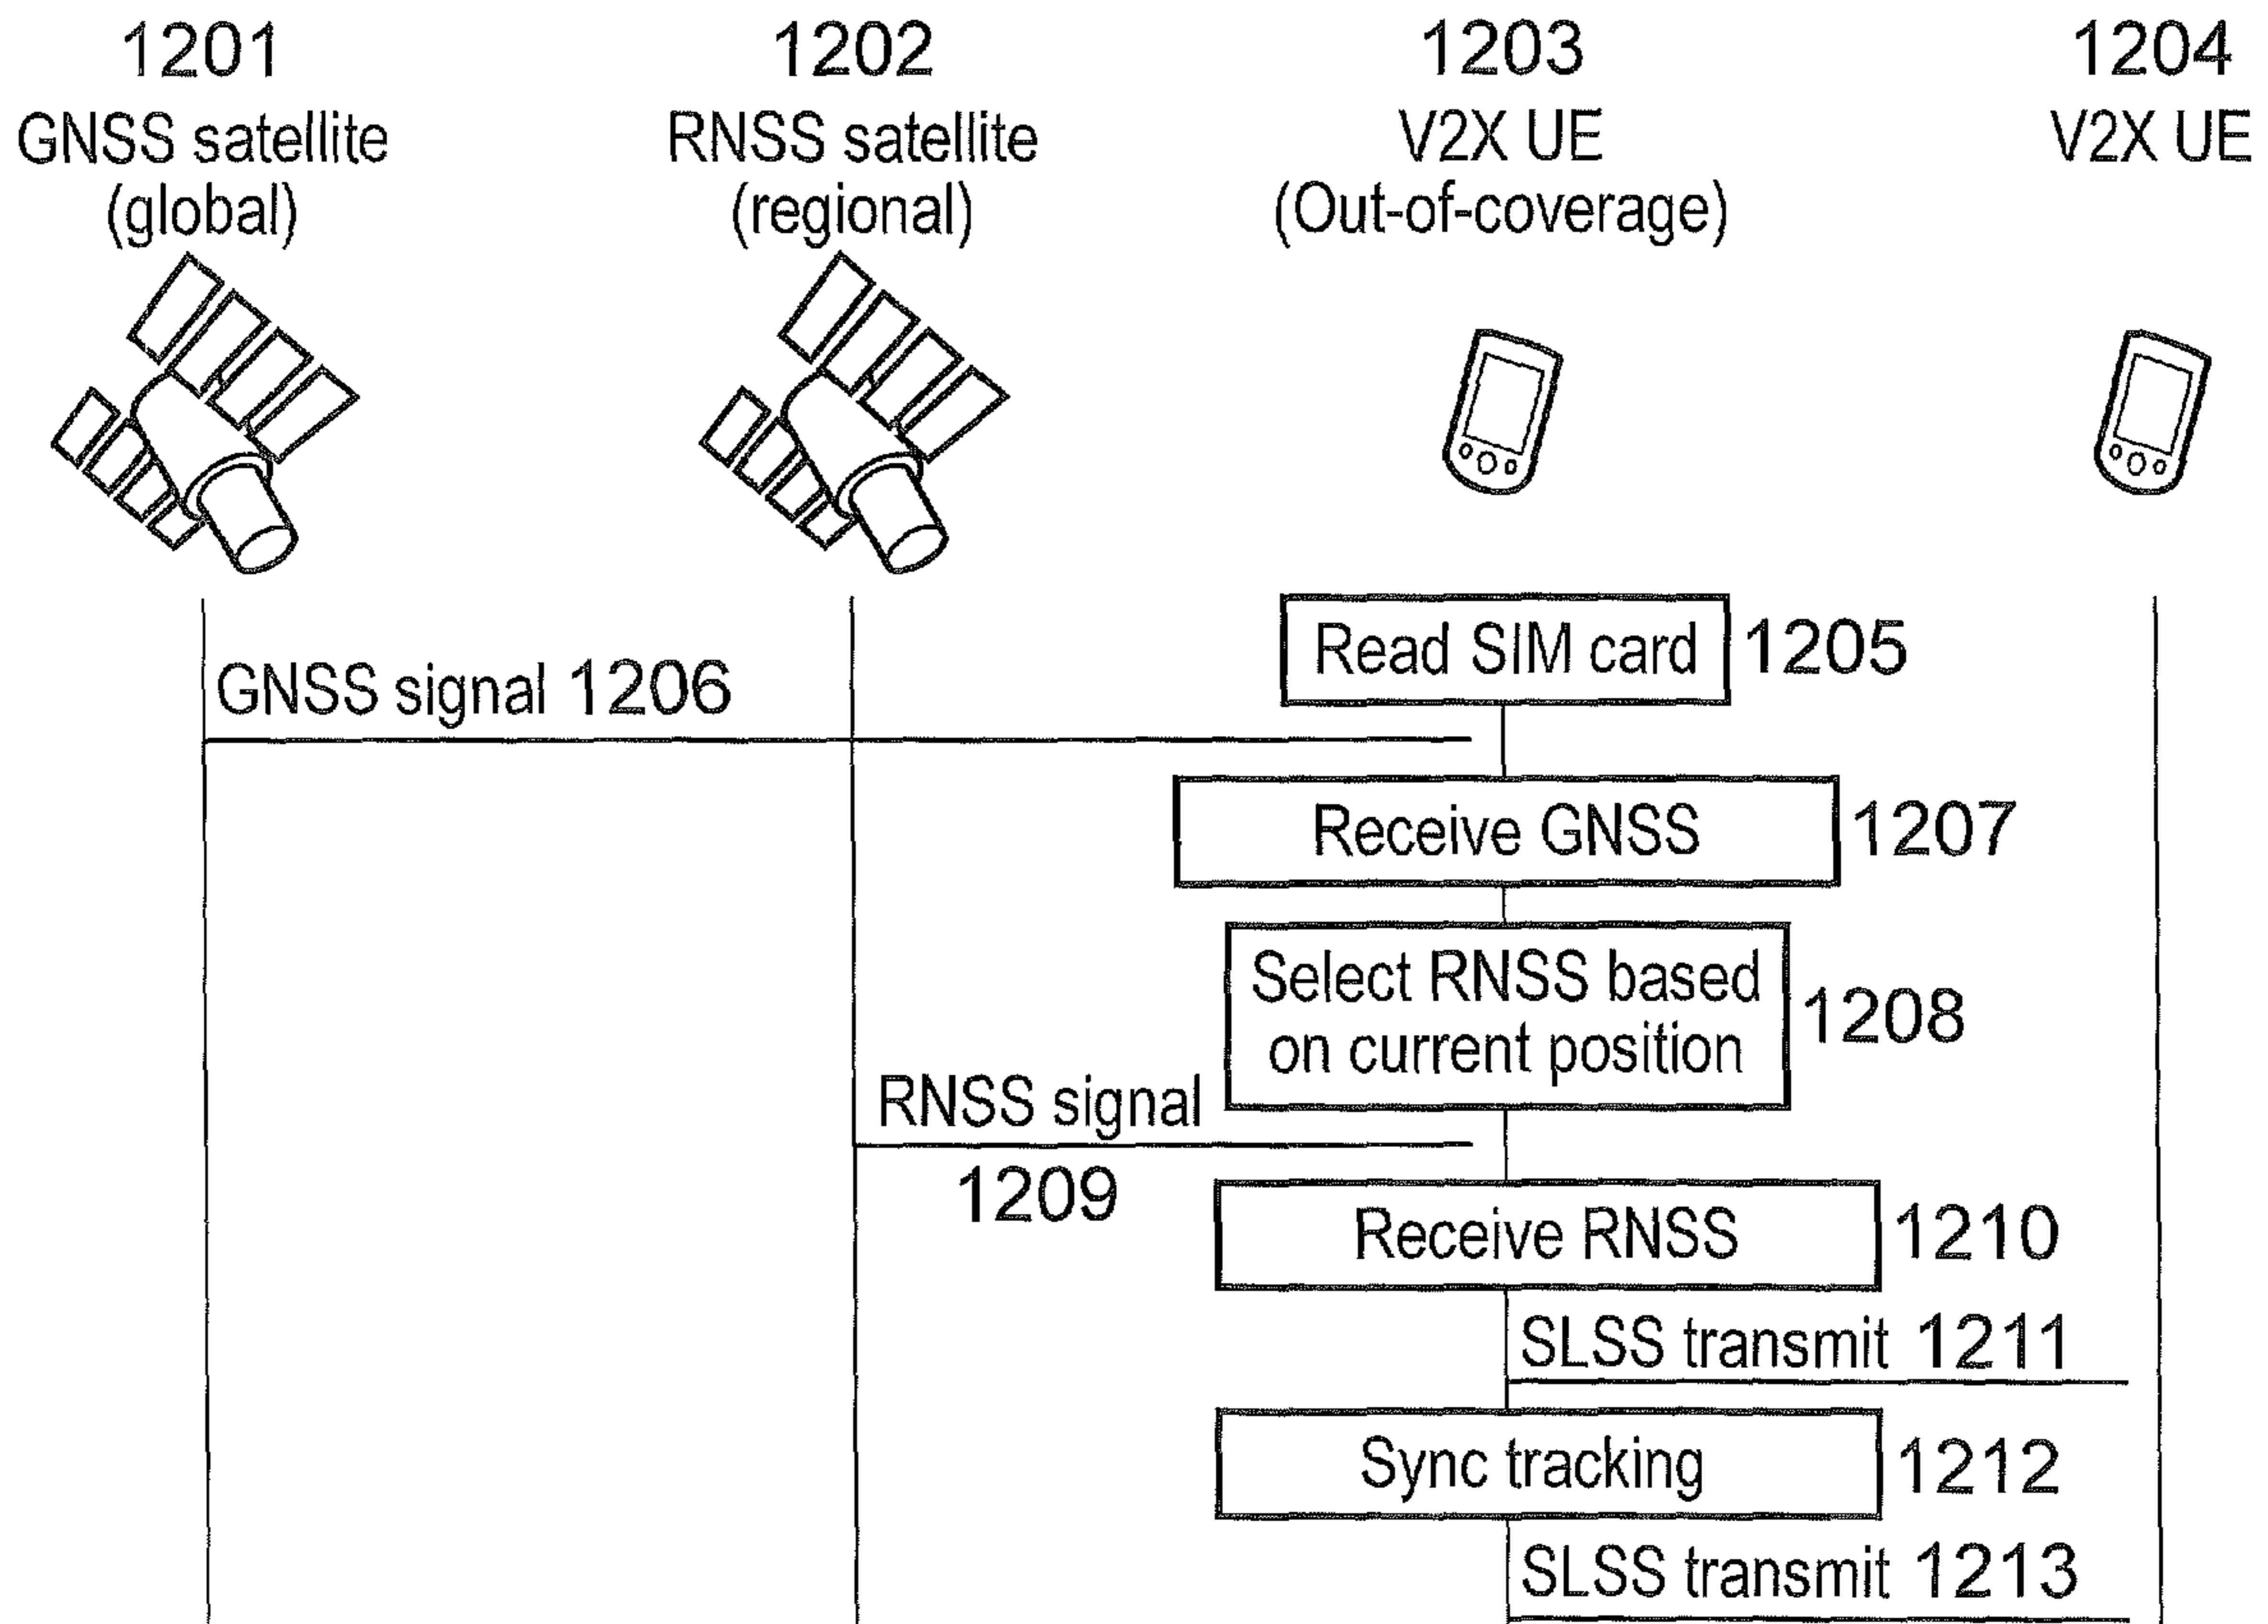 1201
GNSS satellite
(global)
1202
RNSS satellite
(regional)
1203
V2X UE
(Out-of-coverage)
1204
V2X UE
Read SIM card 1205
GNSS signal 1206
Receive GNSS 1207
Select RNSS based
on current position
1208
RNSS signal
1209
Receive RNSS 1210
SLSS transmit 1211
Sync tracking 1212
SLSS transmit 1213